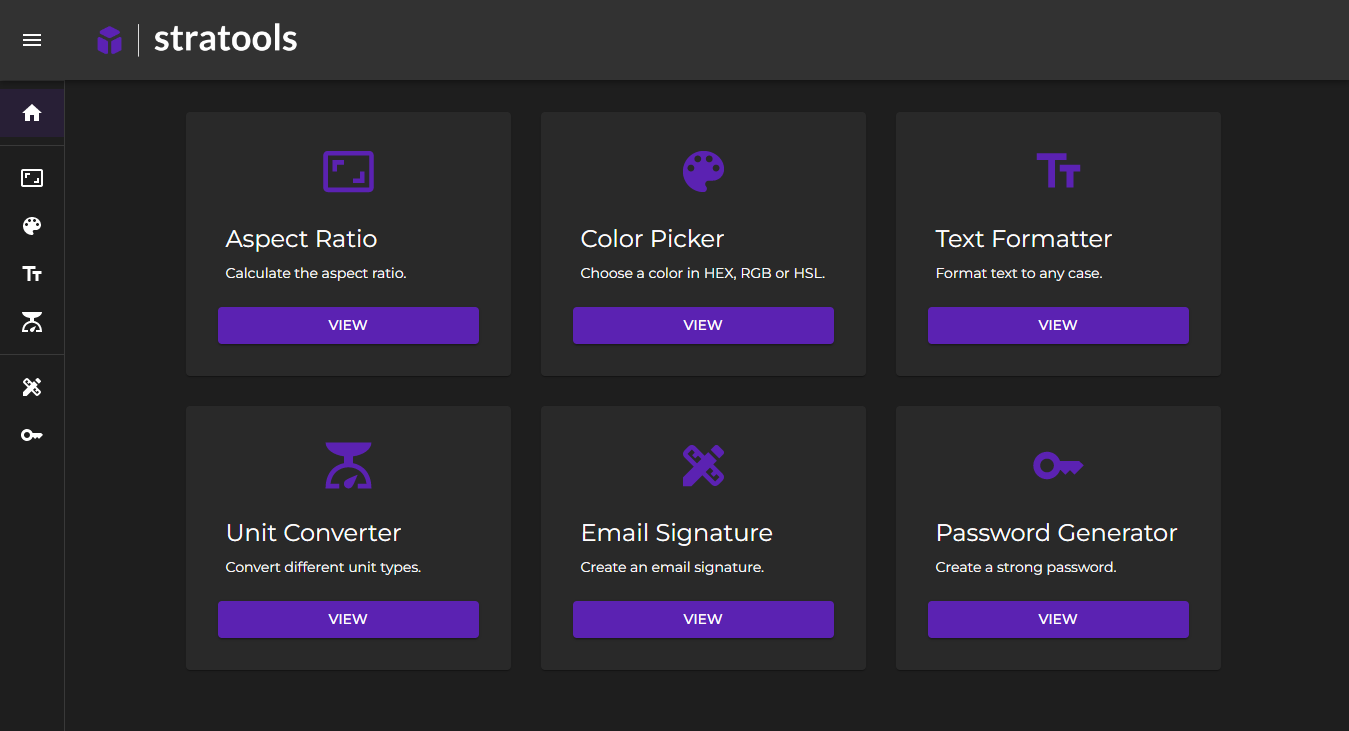 stratools
Aspect Ratio
Calculate the aspect ratio.
VIEW
Color Picker
Choose a color in HEX, RGB or HSL.
VIEW
Text Formatter
Format text to any case.
VIEW
Unit Converter
Convert different unit types.
VIEW
Email Signature
Create an email signature.
VIEW
Password Generator
Create a strong password.
VIEW